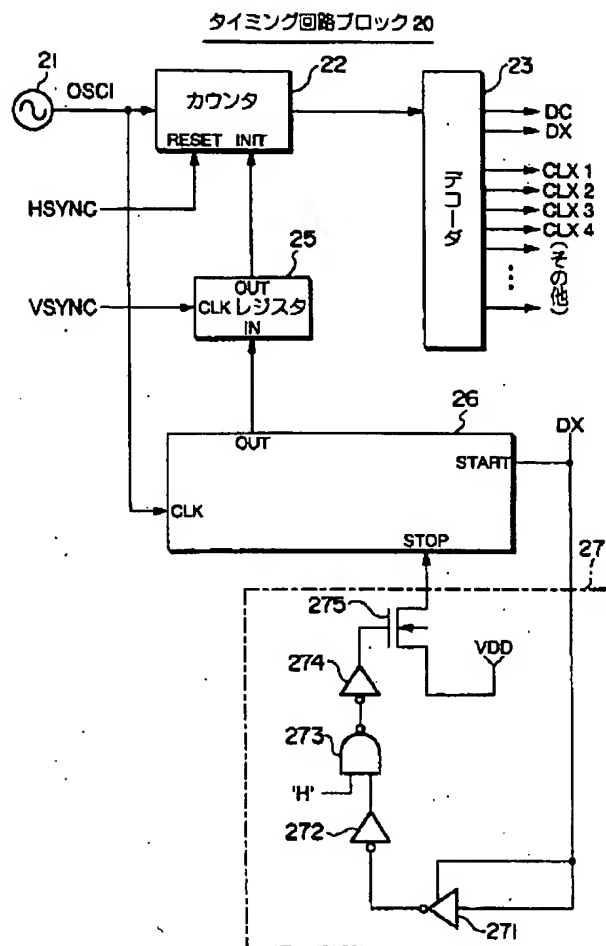 タイミング回路ブロック20
21
OSCI
22
カウンタ
RESET INIT
23
デコーダ
DC
DX
CLX 1
CLX 2
CLX 3
CLX 4
(その他)
HSYNC
25
OUT
CLK レジスタ
IN
VSYNC
26
OUT
START
CLK
STOP
DX
27
275
VDD
274
273
'H'
272
271